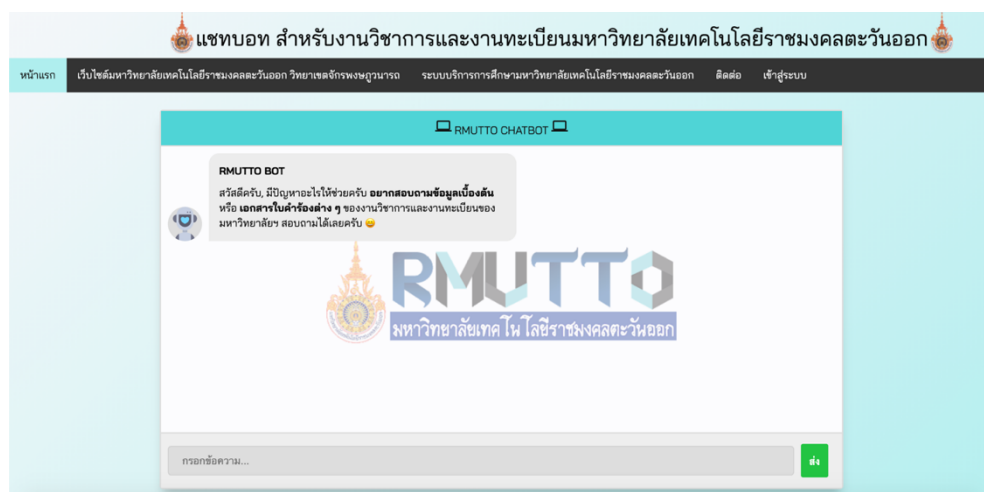 แชทบอท สำหรับงานวิชาการและงานทะเบียนมหาวิทยาลัยเทคโนโลยีราชมงคลตะวันออก
หน้าแรก เว็บไซต์มหาวิทยาลัยเทคโนโลยีราชมงคลตะวันออก วิทยาเขตจักรพงษภูวนารถ ระบบบริการการศึกษามหาวิทยาลัยเทคโนโลยีราชมงคลตะวันออก ติดต่อ เข้าสู่ระบบ
RMUTTO CHATBOT
RMUTTO BOT
สวัสดีครับ, มีปัญหาอะไรให้ช่วยครับ อยากสอบถามข้อมูลเบื้องต้น
หรือ เอกสารใบคำร้องต่าง ๆ ของงานวิชาการและงานทะเบียนของ
มหาวิทยาลัยฯ สอบถามได้เลยครับ 😄
RMUTTO
มหาวิทยาลัยเทคโนโลยีราชมงคลตะวันออก
กรอกข้อความ...
ส่ง